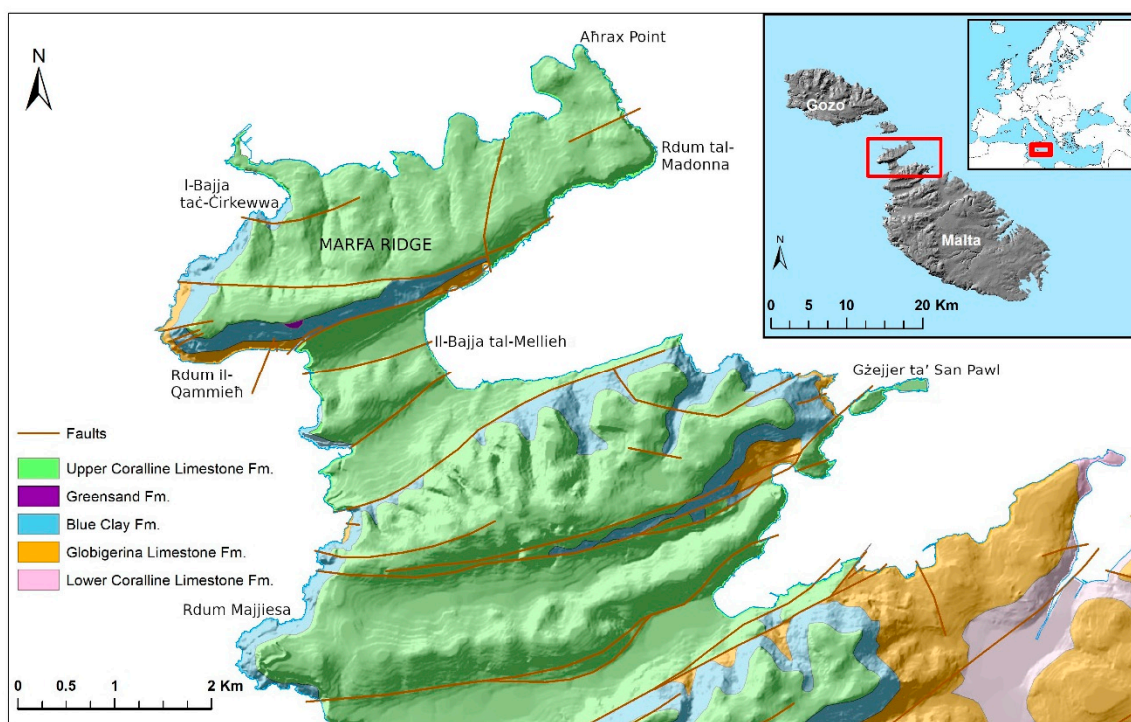 N
Aħrax Point
Rdum tal-
Madonna
l-Bajja
taċ-Ċirkewwa
MARFA RIDGE
Rdum il-
Qammieħ
Il-Bajja tal-Mellieh
Gżejjer ta' San Pawl
Rdum Majjiesa
Faults
Upper Coralline Limestone Fm.
Greensand Fm.
Blue Clay Fm.
Globigerina Limestone Fm.
Lower Coralline Limestone Fm.
0 0.5 1 2 Km
Gozo
Malta
N
0 5 10 20 Km